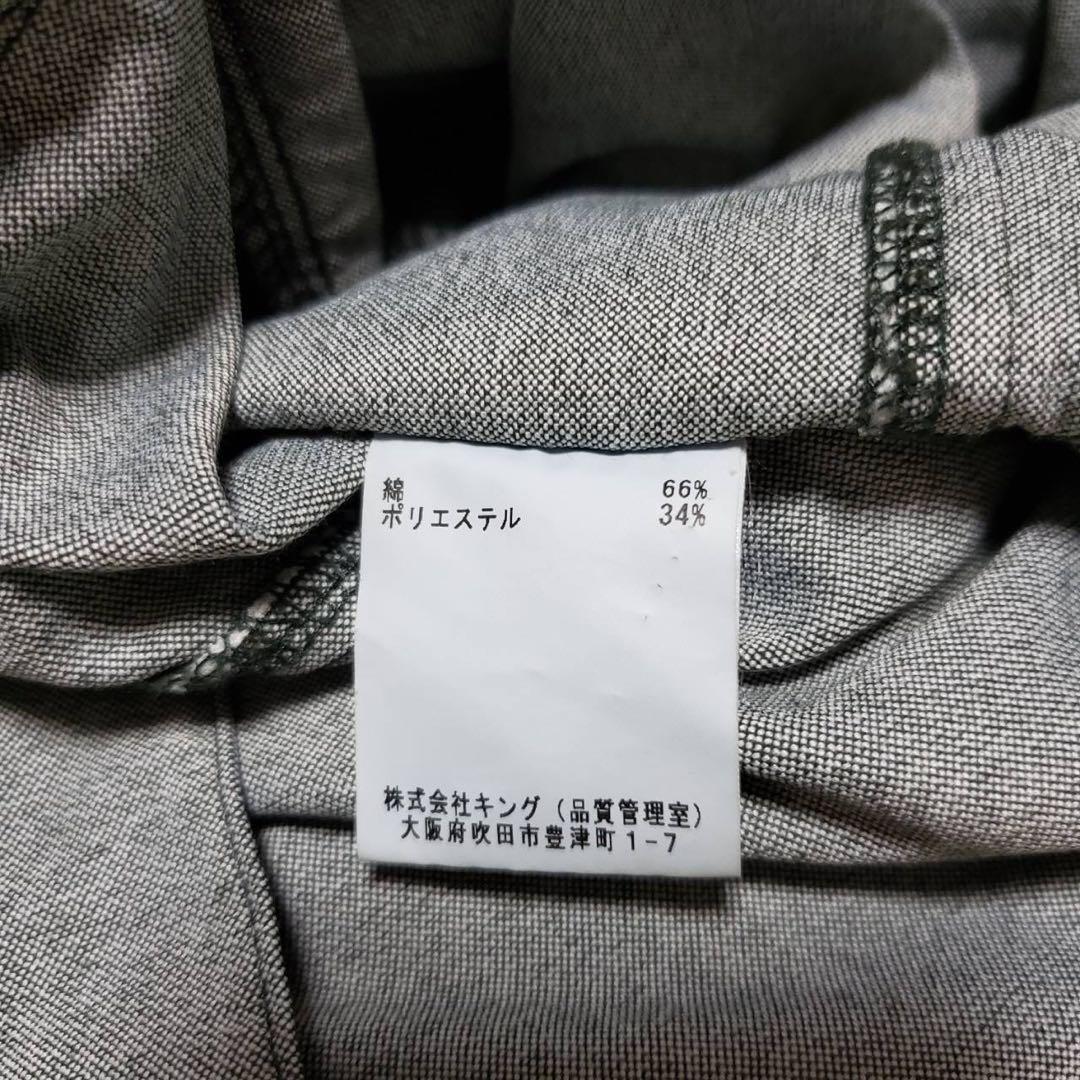 綿 66%
ポリエステル 34%
株式会社キング(品質管理室)
大阪府吹田市豊津町1-7